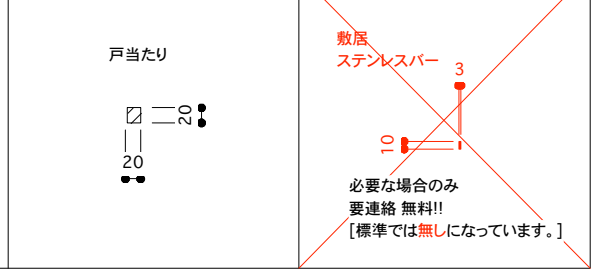 戸当たり
20
20
敷居
ステンレスバー
3
10
必要な場合のみ
要連絡 無料!!
[標準では無しになっています。]